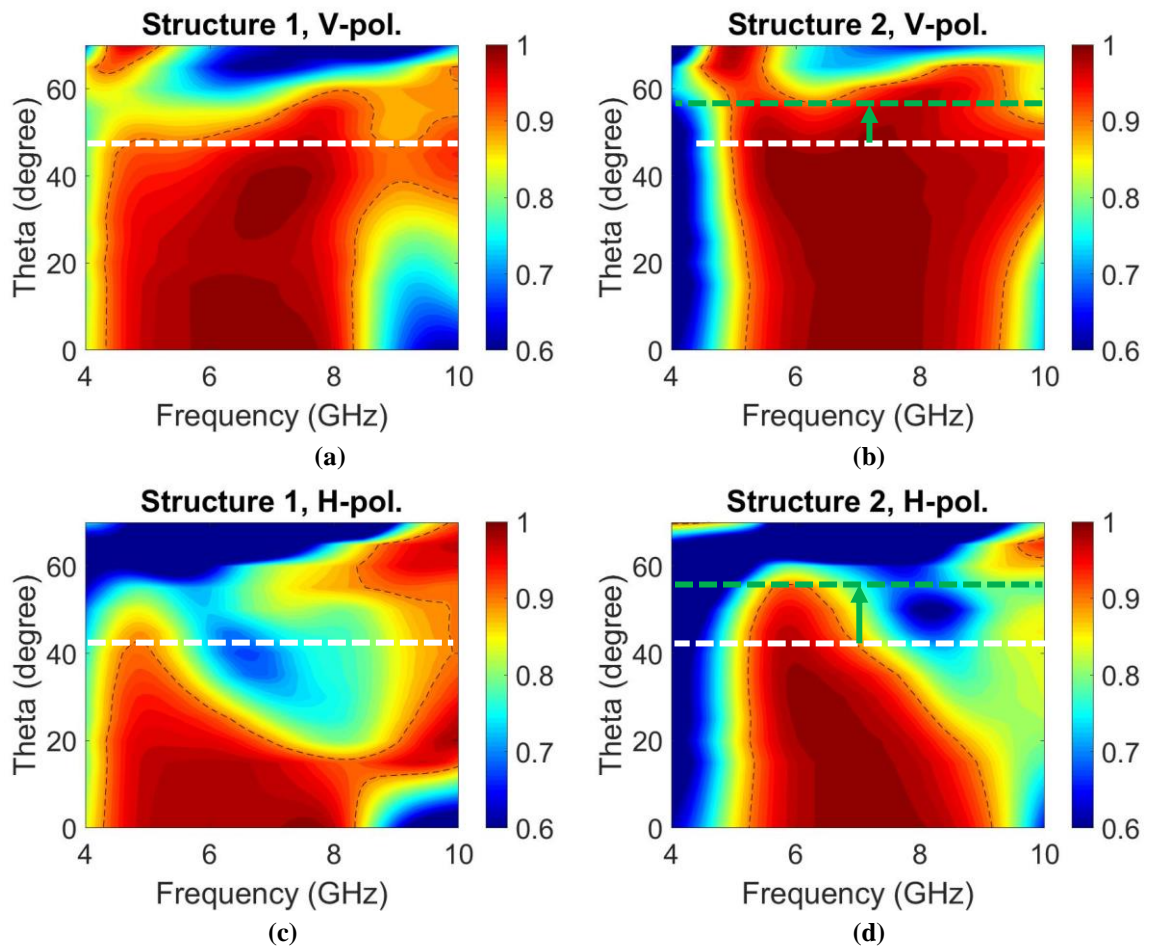 (a)
(b)
Structure 1, V-pol.
Structure 2, V-pol.
Theta (degree)
60
40
20
0
4
6
8
10
Frequency (GHz)
1
0.9
0.8
0.7
0.6
Theta (degree)
60
40
20
0
4
6
8
10
Frequency (GHz)
1
0.9
0.8
0.7
0.6
(a)
(b)
Structure 1, H-pol.
Structure 2, H-pol.
Theta (degree)
60
40
20
0
4
6
8
10
Frequency (GHz)
1
0.9
0.8
0.7
0.6
Theta (degree)
60
40
20
0
4
6
8
10
Frequency (GHz)
1
0.9
0.8
0.7
0.6
(c)
(d)